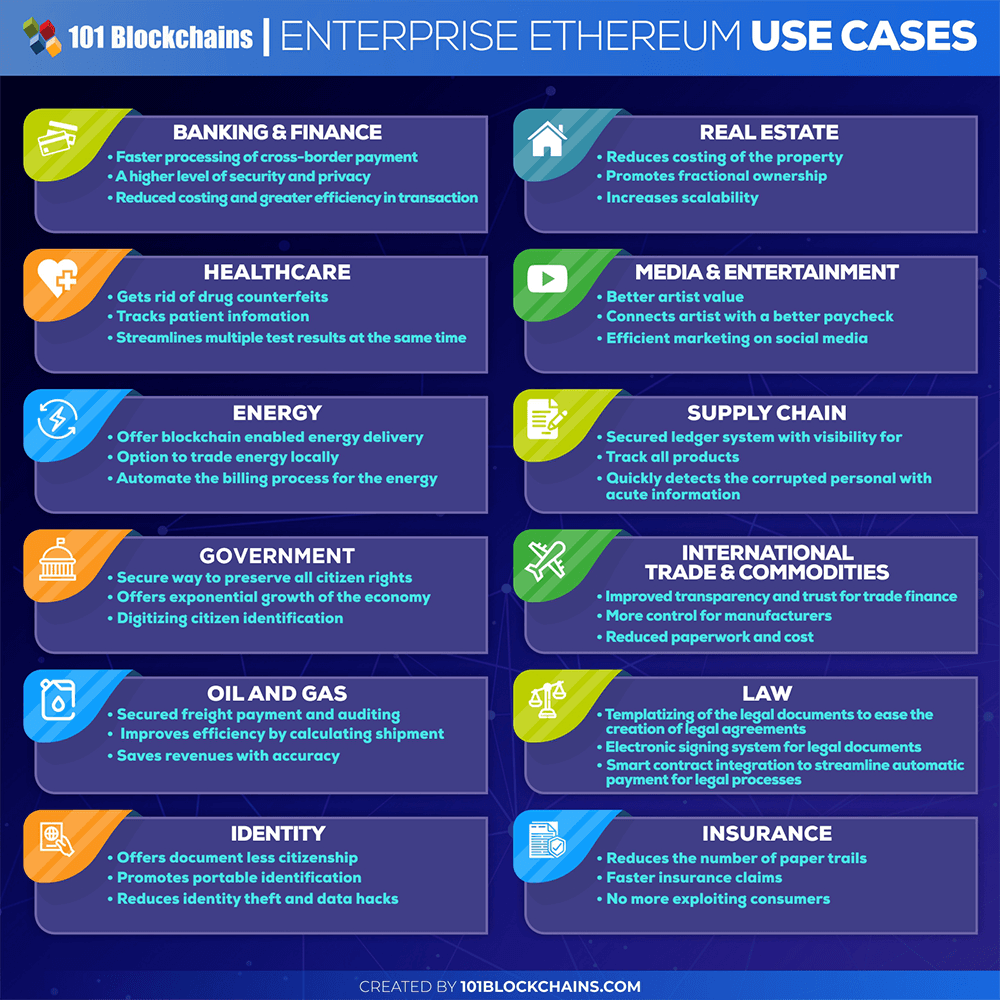 101 Blockchains | ENTERPRISE ETHEREUM USE CASES
BANKING & FINANCE
• Faster processing of cross-border payment
• A higher level of security and privacy
• Reduced costing and greater efficiency in transaction
REAL ESTATE
• Reduces costing of the property
• Promotes fractional ownership
• Increases scalability
HEALTHCARE
• Gets rid of drug counterfeits
• Tracks patient infomation
• Streamlines multiple test results at the same time
MEDIA & ENTERTAINMENT
• Better artist value
• Connects artist with a better paycheck
• Efficient marketing on social media
ENERGY
• Offer blockchain enabled energy delivery
• Option to trade energy locally
• Automate the billing process for the energy
SUPPLY CHAIN
• Secured ledger system with visibility for
• Track all products
• Quickly detects the corrupted personal with
acute information
GOVERNMENT
• Secure way to preserve all citizen rights
• Offers exponential growth of the economy
• Digitizing citizen identification
INTERNATIONAL
TRADE & COMMODITIES
• Improved transparency and trust for trade finance
• More control for manufacturers
• Reduced paperwork and cost
OIL AND GAS
• Secured freight payment and auditing
• Improves efficiency by calculating shipment
• Saves revenues with accuracy
LAW
• Templatizing of the legal documents to ease the
creation of legal agreements
• Electronic signing system for legal documents
• Smart contract integration to streamline automatic
payment for legal processes
IDENTITY
• Offers document less citizenship
• Promotes portable identification
• Reduces identity theft and data hacks
INSURANCE
• Reduces the number of paper trails
• Faster insurance claims
• No more exploiting consumers
CREATED BY 101BLOCKCHAINS.COM